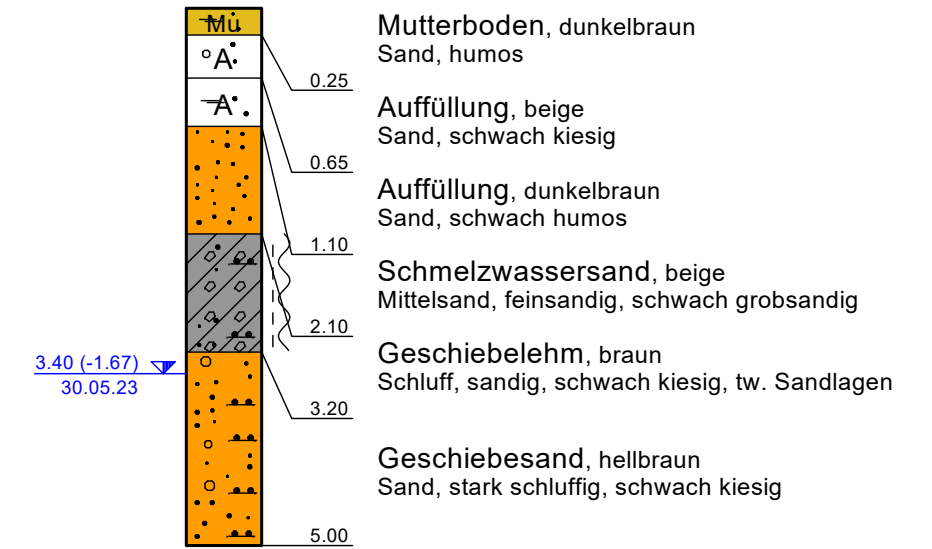 Mu
Mutterboden, dunkelbraun
Sand, humos
0.25
A
Auffüllung, beige
Sand, schwach kiesig
0.65
A
Auffüllung, dunkelbraun
Sand, schwach humos
1.10
Schmelzwassersand, beige
Mittelsand, feinsandig, schwach grobsandig
2.10
Geschiebelehm, braun
Schluff, sandig, schwach kiesig, tw. Sandlagen
3.40 (-1.67)
30.05.23
3.20
Geschiebesand, hellbraun
Sand, stark schluffig, schwach kiesig
5.00